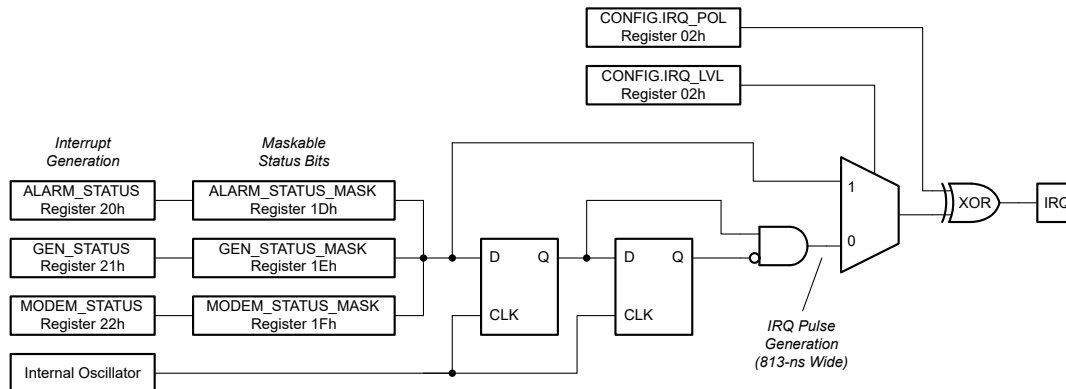 CONFIG.IRQ_POL
Register 02h
CONFIG.IRQ_LVL
Register 02h
Interrupt
Generation
Maskable
Status Bits
ALARM_STATUS
Register 20h
ALARM_STATUS_MASK
Register 1Dh
GEN_STATUS
Register 21h
GEN_STATUS_MASK
Register 1Eh
MODEM_STATUS
Register 22h
MODEM_STATUS_MASK
Register 1Fh
Internal Oscillator
D Q
CLK
D Q
CLK
1
0
XOR
IRQ
IRQ Pulse
Generation
(813-ns Wide)